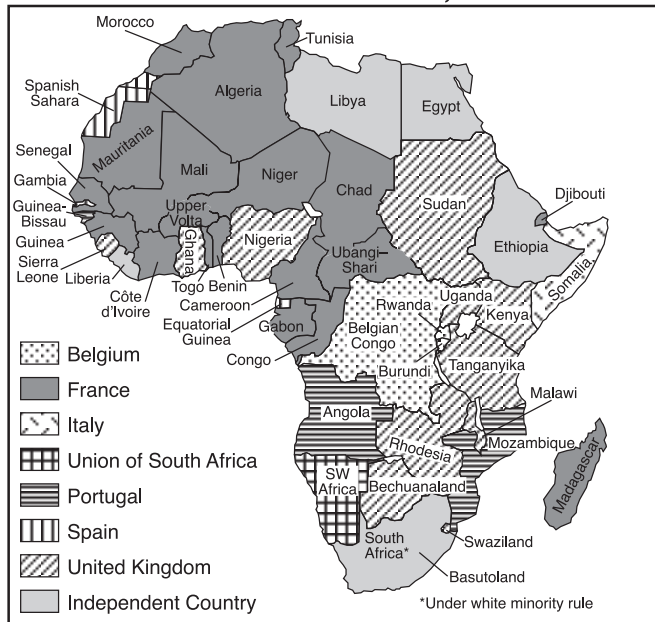 Morocco
Tunisia
Spanish
Sahara
Algeria
Libya
Egypt
Mauritania
Mali
Niger
Chad
Sudan
Senegal
Gambia
Guinea-
Bissau
Guinea
Sierra
Leone
Liberia
Côte
d'Ivoire
Upper
Volta
Ghana
Togo
Benin
Nigeria
Cameroon
Equatorial
Guinea
Gabon
Congo
Ubangi-
Shari
Djibouti
Ethiopia
Somalia
Uganda
Kenya
Rwanda
Belgian
Congo
Burundi
Tanganyika
Malawi
Angola
Mozambique
Rhodesia
Madagascar
SW
Africa
Bechuanaland
South
Africa*
Swaziland
Basutoland
*Under white minority rule
Belgium
France
Italy
Union of South Africa
Portugal
Spain
United Kingdom
Independent Country